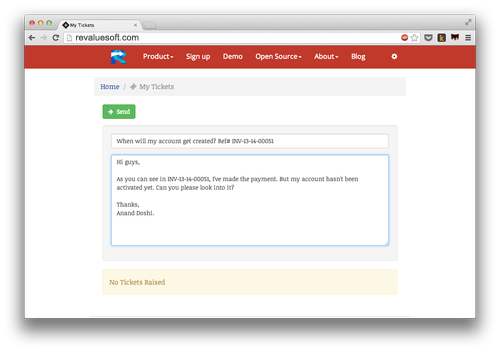 My Tickets
revaluesoft.com
Product Sign up Demo Open Source About Blog
Home / My Tickets
Send
When will my account get created? Ref# INV-13-14-00051
Hi guys,
As you can see in INV-13-14-00051, I've made the payment. But my account hasn't been
activated yet. Can you please look into it?
Thanks,
Anand Doshi.
No Tickets Raised